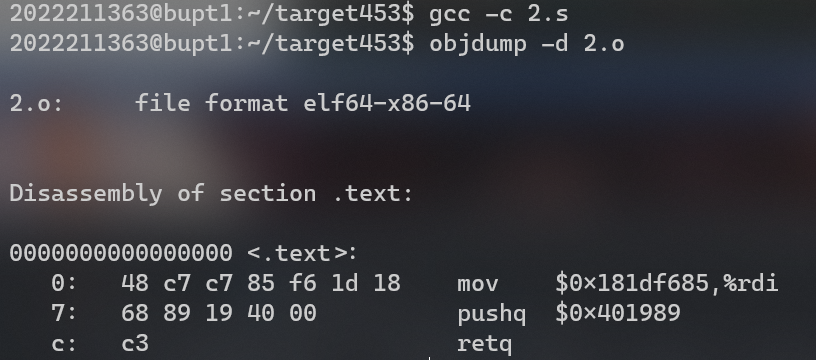 2022211363@bupt1:~/target453$ gcc -c 2.s
2022211363@bupt1:~/target453$ objdump -d 2.o
2.o:     file format elf64-x86-64
Disassembly of section .text:
0000000000000000 <.text>:
   0:   48 c7 c7 85 f6 1d 18    mov    $0x181df685,%rdi
   7:   68 89 19 40 00          pushq  $0x401989
   c:   c3                      retq